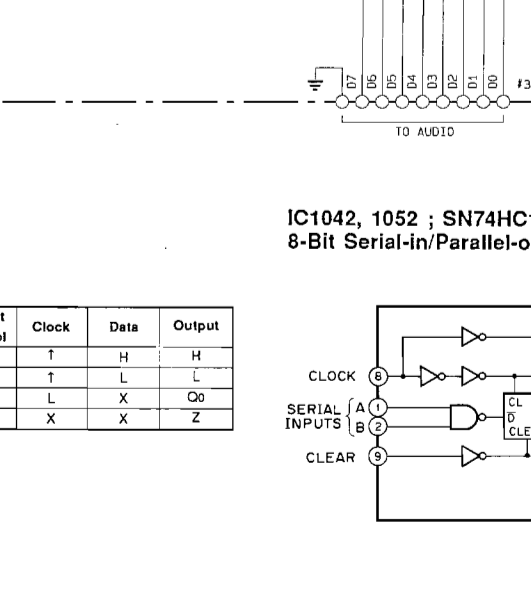 D7 D6 D5 D4 D3 D2 D1 D0 #3
TO AUDIO
IC1042, 1052 ; SN74HC
8-Bit Serial-in/Parallel-o
t
ol Clock Data Output
↑ H H
↑ L L
L X Q0
X X Z
CLOCK 8
SERIAL INPUTS A 1
B 2
CLEAR 9
CL
D
CLE